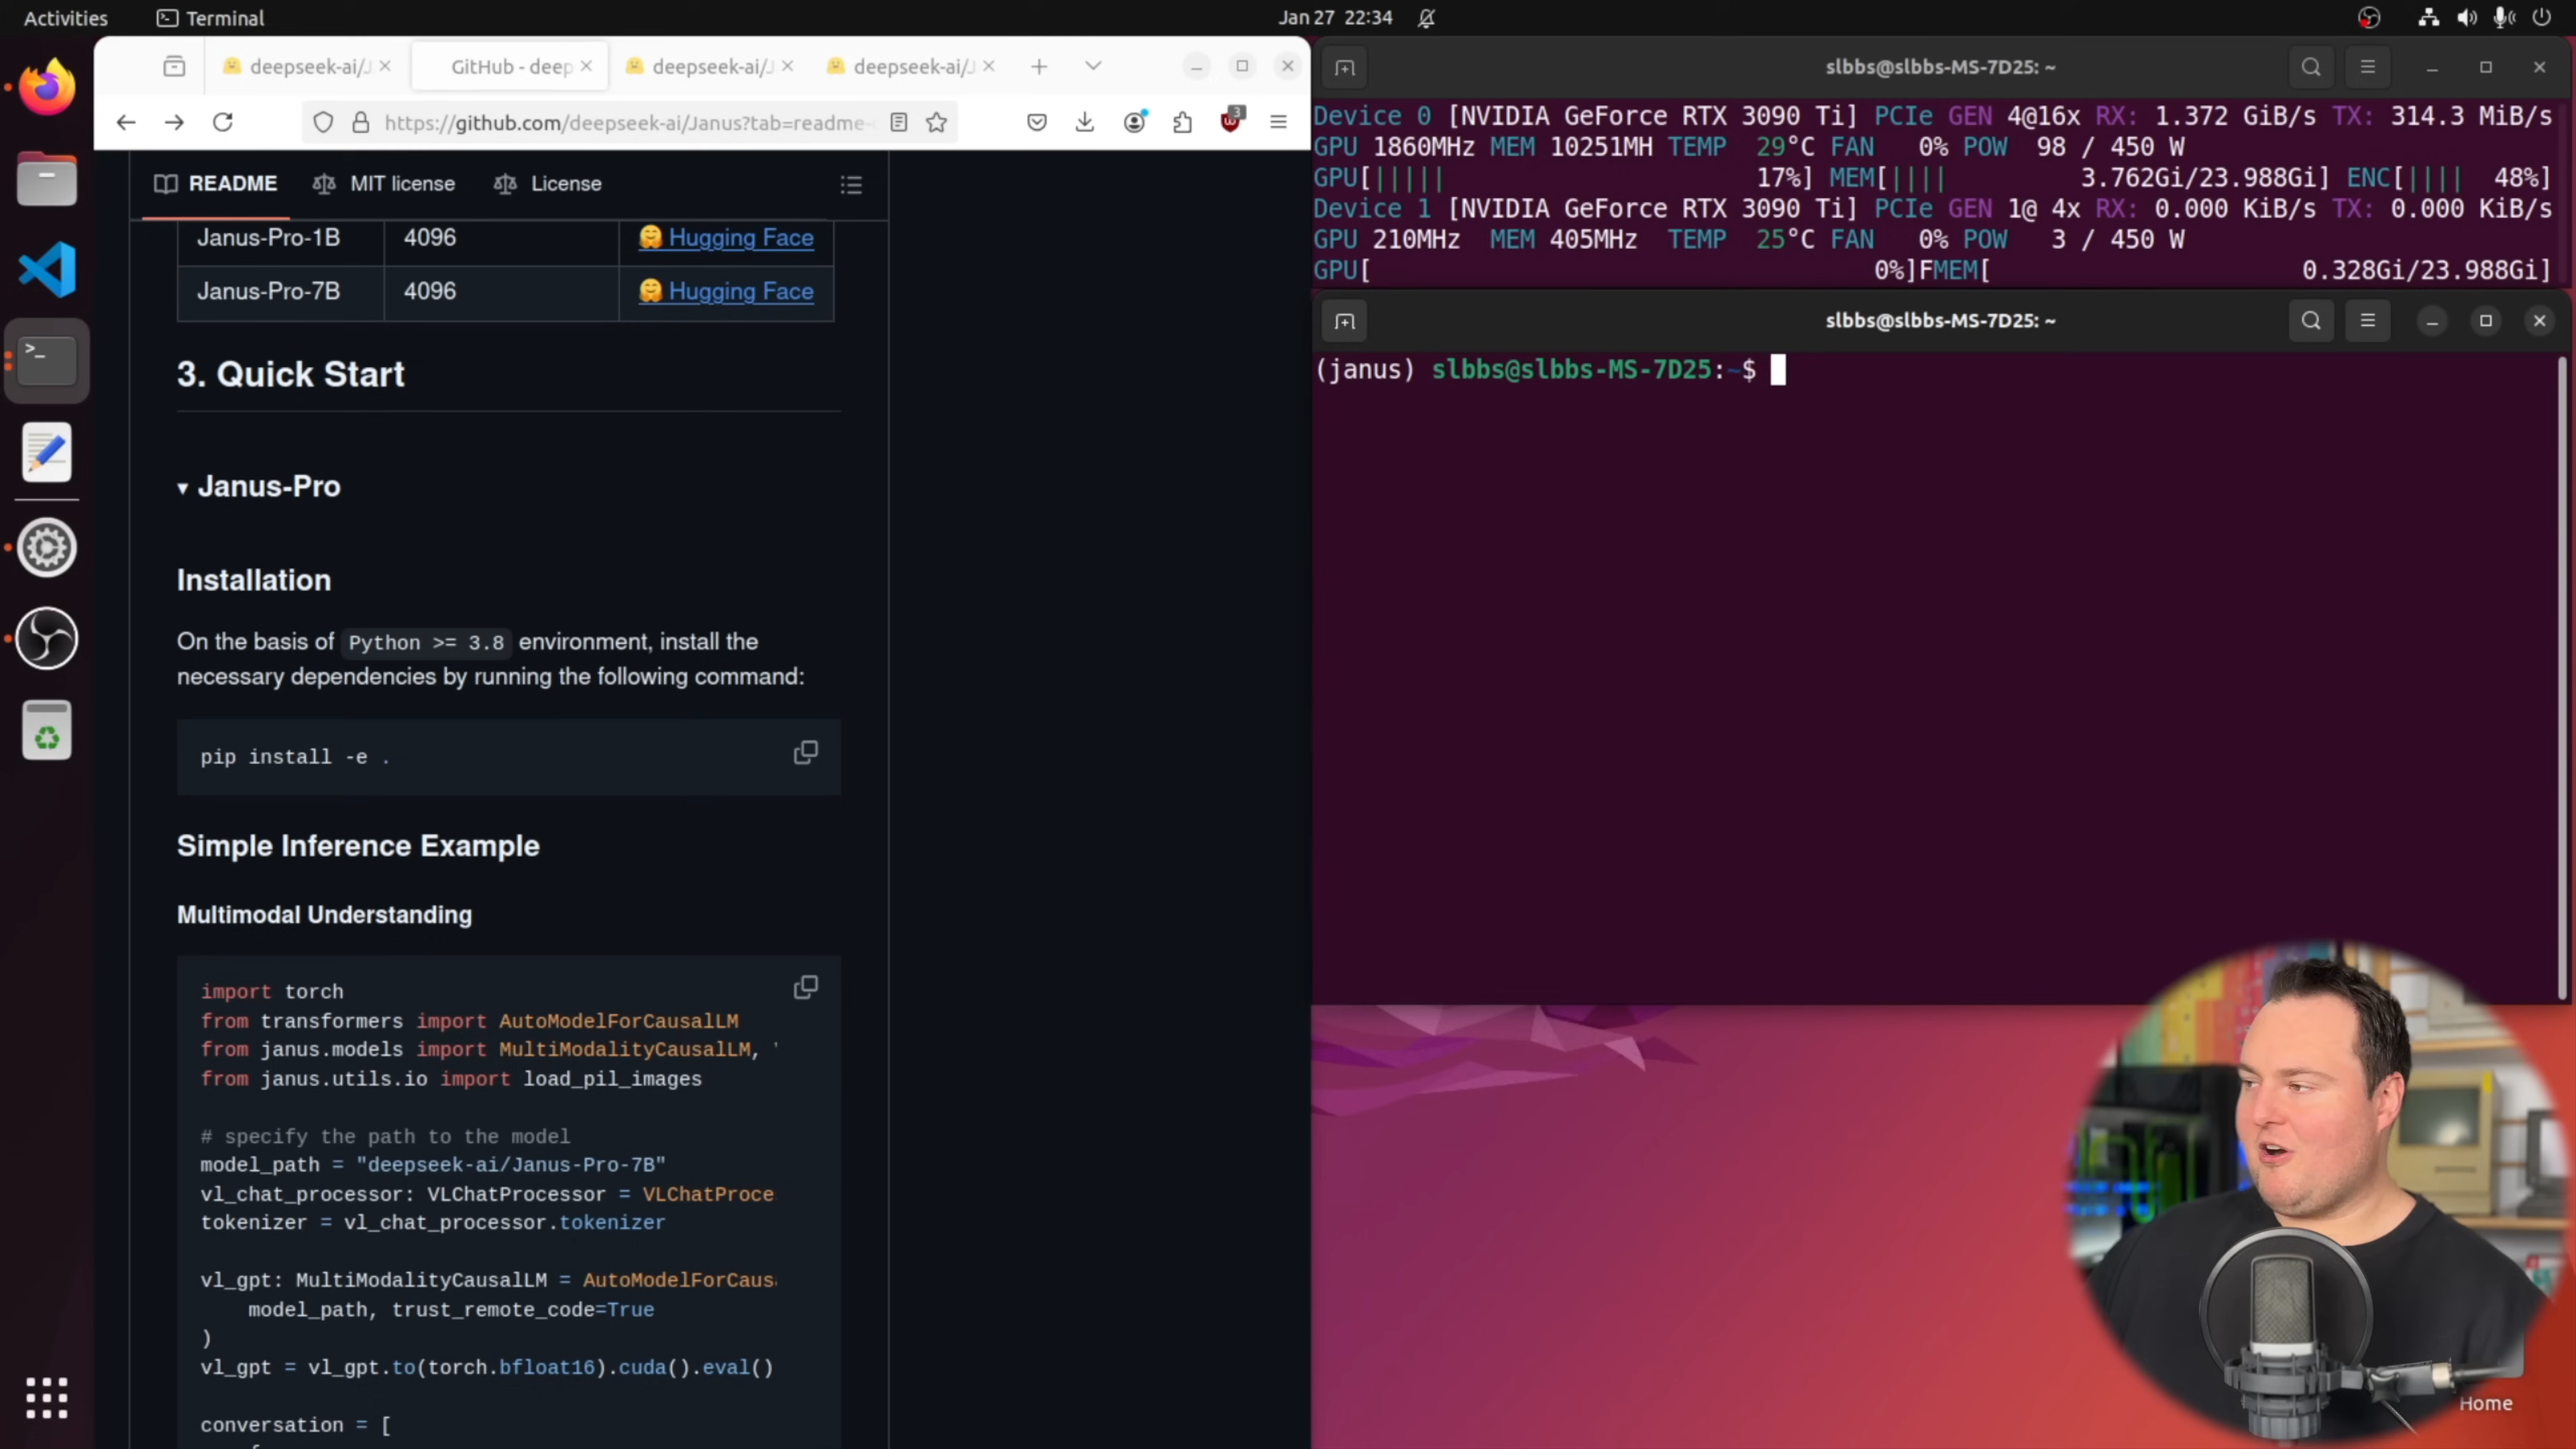 Activities
Terminal
Jan 27 22:34
deepseek-ai/J
GitHub - deep
deepseek-ai/J
deepseek-ai/J
https://github.com/deepseek-ai/Janus?tab=readme-
3
README
MIT license
License
Janus-Pro-1B 4096 Hugging Face
Janus-Pro-7B 4096 Hugging Face
3. Quick Start
Janus-Pro
Installation
On the basis of Python >= 3.8 environment, install the
necessary dependencies by running the following command:
pip install -e .
Simple Inference Example
Multimodal Understanding
import torch
from transformers import AutoModelForCausalLM
from janus.models import MultiModalityCausalLM,
from janus.utils.io import load_pil_images
# specify the path to the model
model_path = "deepseek-ai/Janus-Pro-7B"
vl_chat_processor: VLChatProcessor = VLChatProces
tokenizer = vl_chat_processor.tokenizer
vl_gpt: MultiModalityCausalLM = AutoModelForCausa
model_path, trust_remote_code=True
)
vl_gpt = vl_gpt.to(torch.bfloat16).cuda().eval()
conversation = [
slbbs@slbbs-MS-7D25: ~
Device 0 [NVIDIA GeForce RTX 3090 Ti] PCIe GEN 4@16x RX: 1.372 GiB/s TX: 314.3 MiB/s
GPU 1860MHz MEM 10251MH TEMP 29°C FAN 0% POW 98 / 450 W
GPU[||||| 17%] MEM[|||| 3.762Gi/23.988Gi] ENC[|||| 48%]
Device 1 [NVIDIA GeForce RTX 3090 Ti] PCIe GEN 1@ 4x RX: 0.000 KiB/s TX: 0.000 KiB/s
GPU 210MHz MEM 405MHz TEMP 25°C FAN 0% POW 3 / 450 W
GPU[ 0%]FMEM[ 0.328Gi/23.988Gi]
slbbs@slbbs-MS-7D25: ~
(janus) slbbs@slbbs-MS-7D25:~$
Home